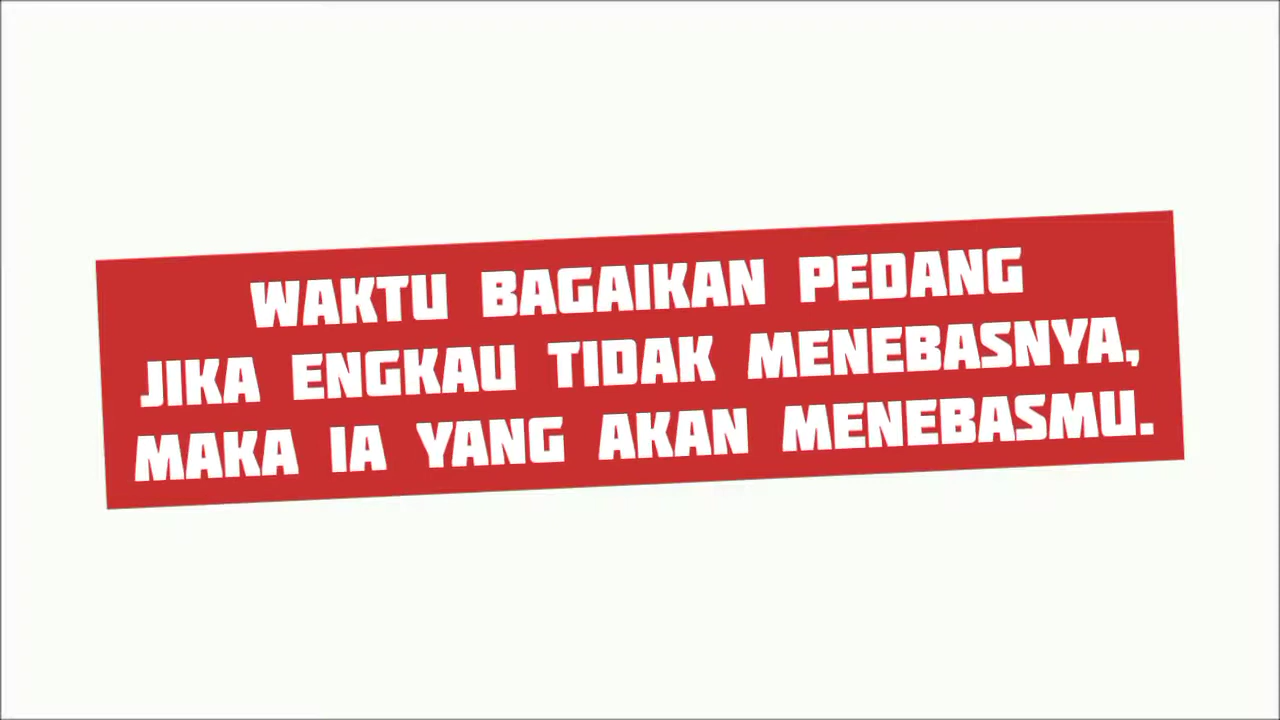 WAKTU BAGAIKAN PEDANG
JIKA ENGKAU TIDAK MENEBASNYA,
MAKA IA YANG AKAN MENEBASMU.